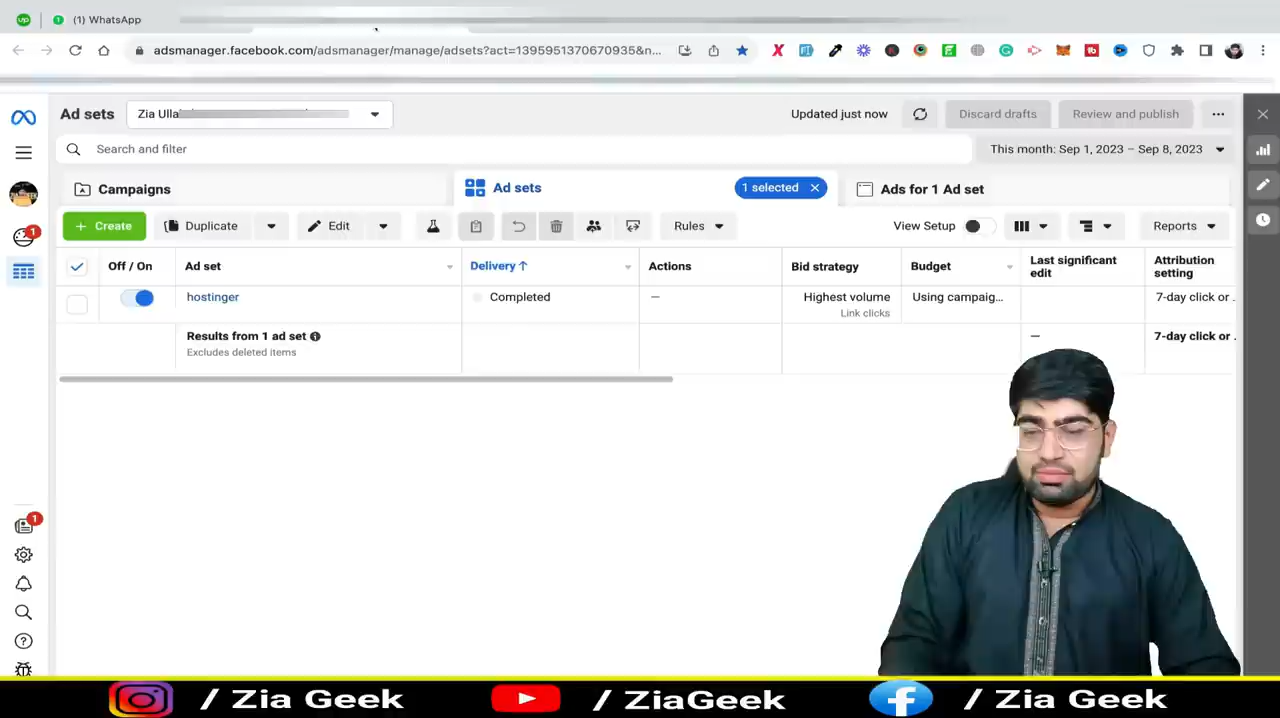 up
1
(1) WhatsApp
adsmanager.facebook.com/adsmanager/manage/adsets?act=1395951370670935&n...
Ad sets
Zia Ulla
Updated just now
Discard drafts
Review and publish
Search and filter
This month: Sep 1, 2023 – Sep 8, 2023
Campaigns
Ad sets
1 selected
Ads for 1 Ad set
1
+ Create
Duplicate
Edit
Rules
View Setup
Reports
Off / On
Ad set
Delivery ↑
Actions
Bid strategy
Budget
Last significant
edit
Attribution
setting
hostinger
Completed
—
Highest volume
Link clicks
Using campaig...
7-day click or ...
Results from 1 ad set
Excludes deleted items
—
7-day click or ...
1
/ Zia Geek
/ ZiaGeek
/ Zia Geek